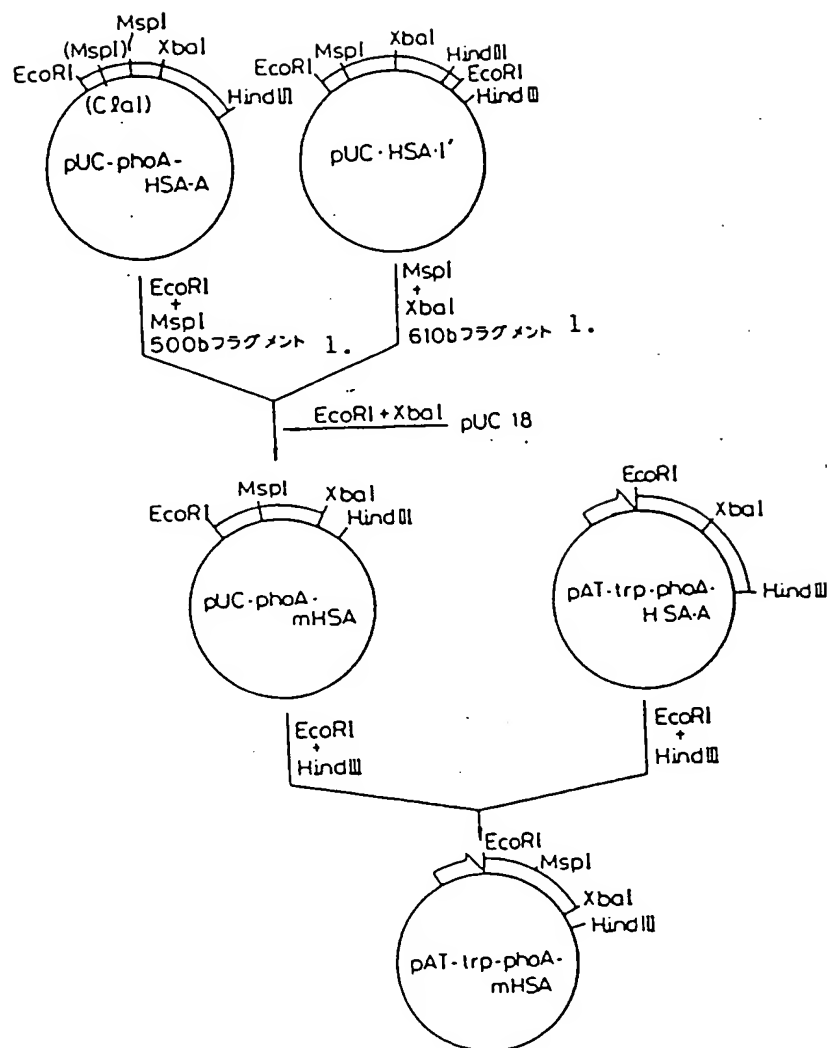 MspI
(MspI)
XbaI
EcoRI
HindIII
(ClaI)
pUC-phoA-
HSA-A
XbaI
MspI
HindIII
EcoRI
EcoRI
HindIII
pUC·HSA·I'
EcoRI
+
MspI
500bフラグメント 1.
MspI
+
XbaI
610bフラグメント 1.
EcoRI+XbaI
pUC 18
MspI
XbaI
EcoRI
HindIII
pUC·phoA·
mHSA
EcoRI
XbaI
HindIII
pAT-trp-phoA·
HSA·A
EcoRI
+
HindIII
EcoRI
+
HindIII
EcoRI
MspI
XbaI
HindIII
pAT-trp-phoA-
mHSA